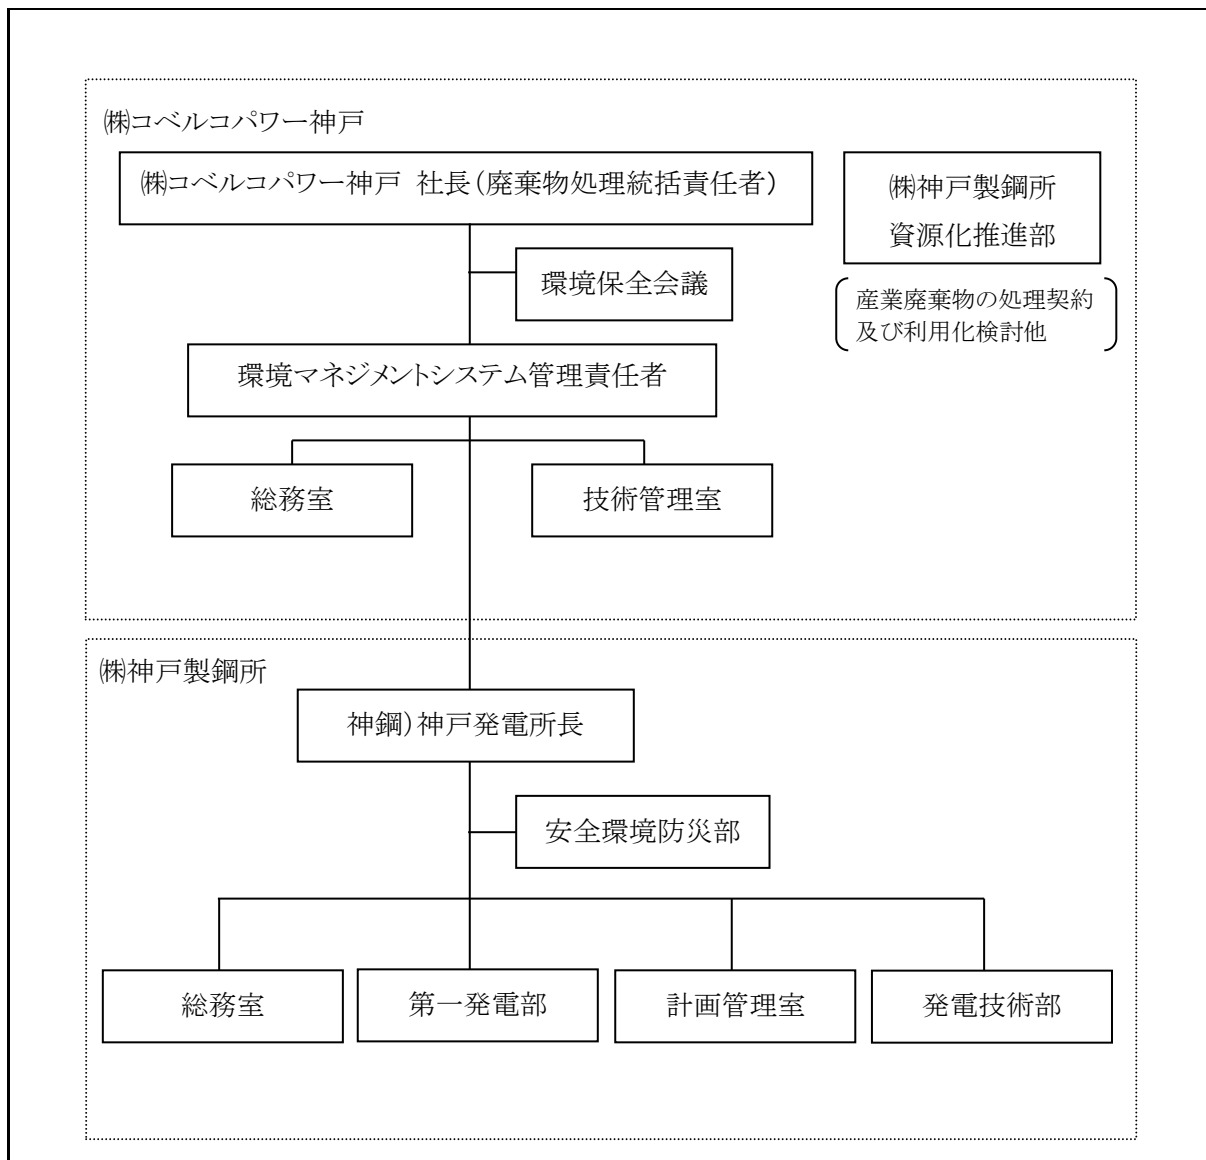 ㈱コベルコパワー神戸
㈱コベルコパワー神戸 社長（廃棄物処理統括責任者）
㈱神戸製鋼所
資源化推進部
産業廃棄物の処理契約
及び利用化検討他
環境保全会議
環境マネジメントシステム管理責任者
総務室
技術管理室
㈱神戸製鋼所
神鋼）神戸発電所長
安全環境防災部
総務室
第一発電部
計画管理室
発電技術部